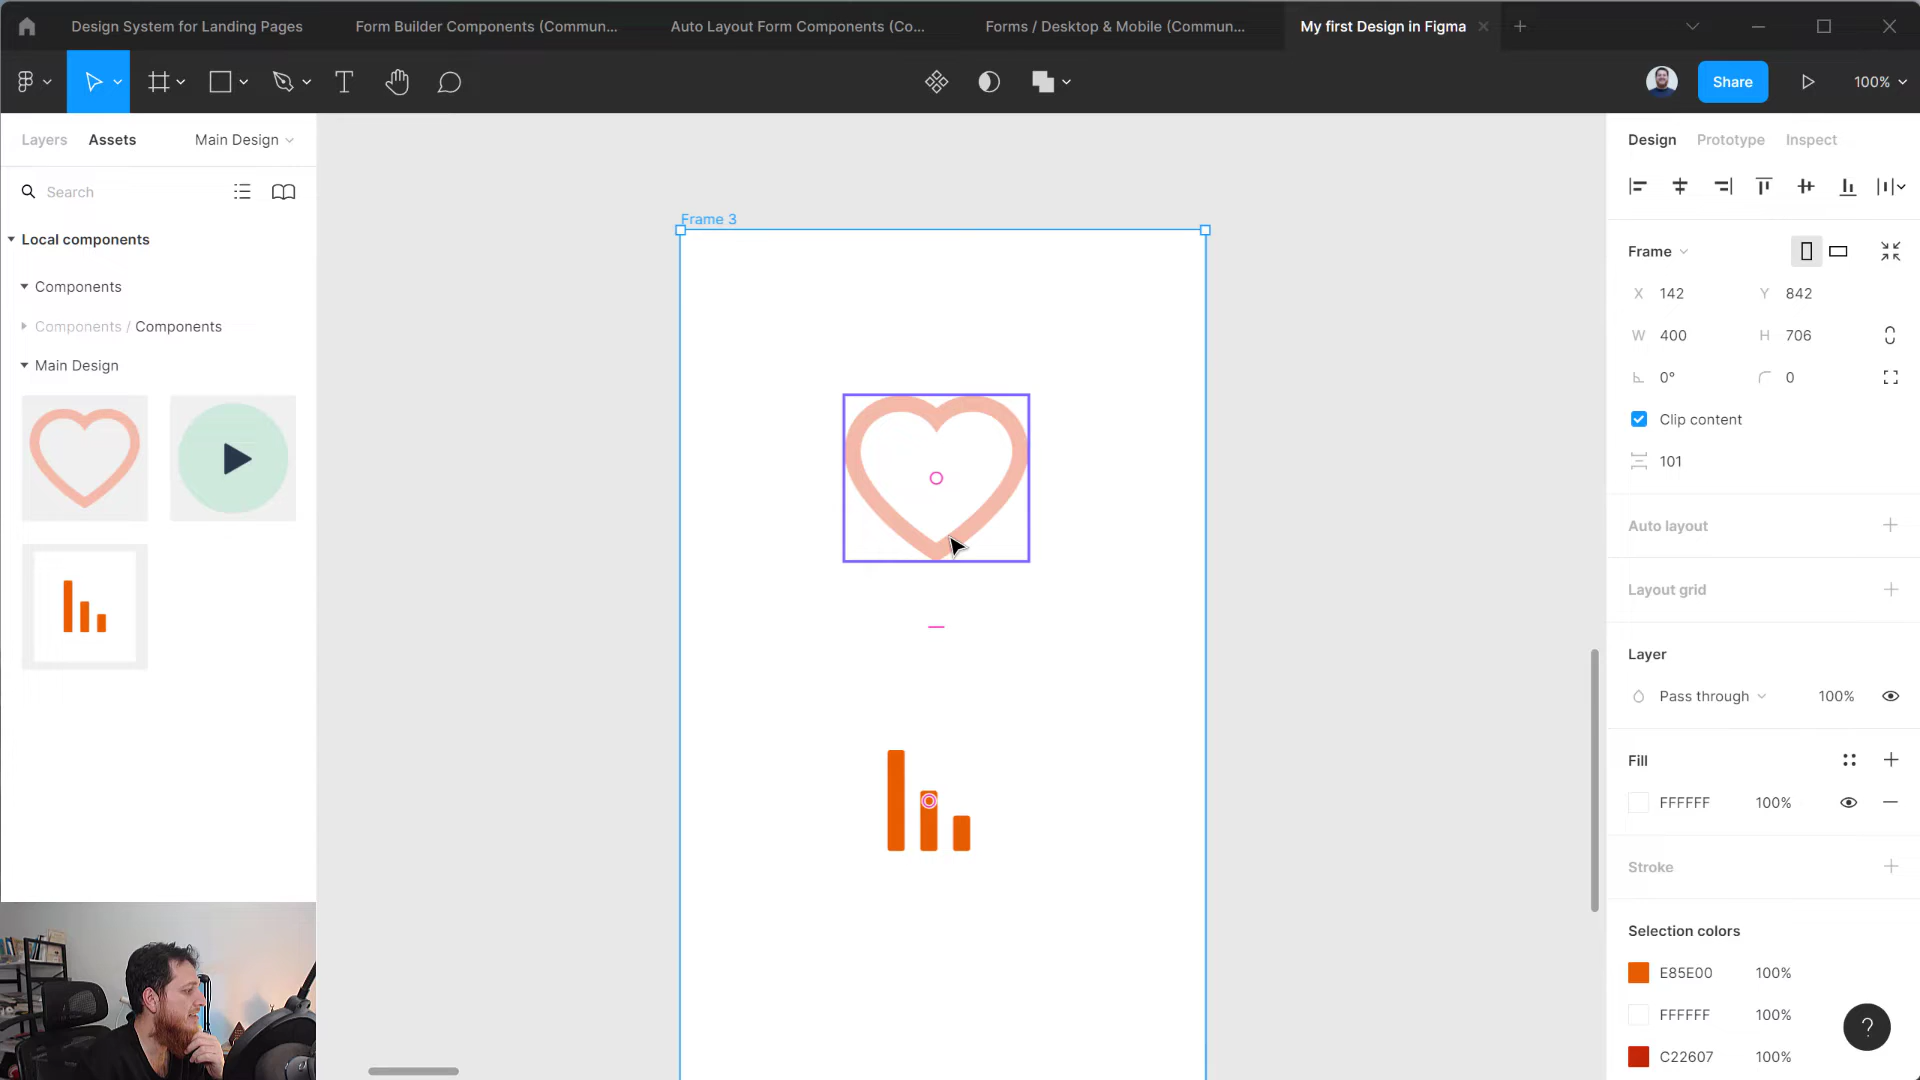 Design System for Landing Pages
Form Builder Components (Commun...
Auto Layout Form Components (Co...
Forms / Desktop & Mobile (Commun...
My first Design in Figma
Share
100%
Layers
Assets
Main Design
Search
Local components
Components
Components / Components
Main Design
Frame 3
Design
Prototype
Inspect
Frame
X 142
Y 842
W 400
H 706
0°
0
Clip content
101
Auto layout
Layout grid
Layer
Pass through
100%
Fill
FFFFFF
100%
Stroke
Selection colors
E85E00
100%
FFFFFF
100%
C22607
100%
?